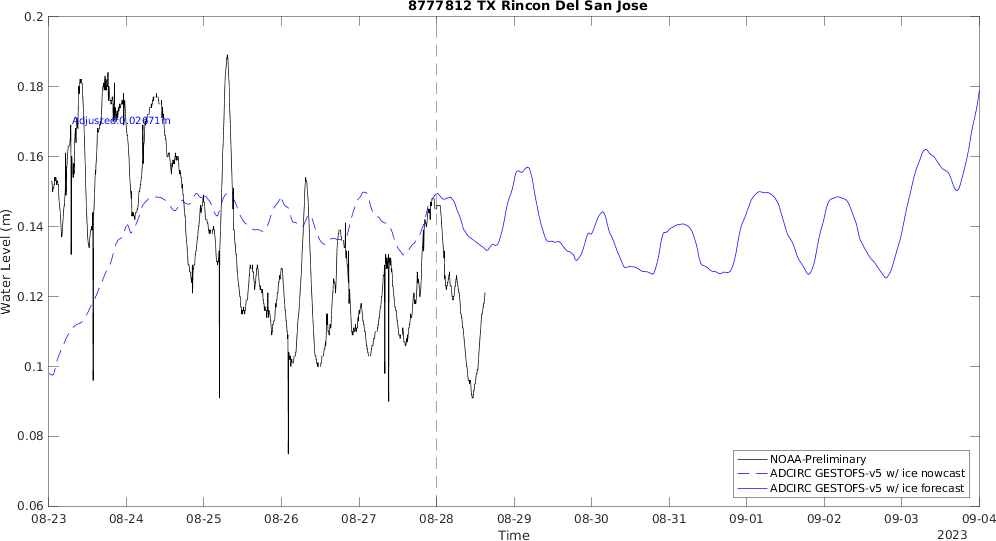 8777812 TX Rincon Del San Jose
0.2
0.18
Adjusted:0.02671m
0.16
0.14
Water Level (m)
0.12
0.1
0.08
0.06
NOAA-Preliminary
ADCIRC GESTOFS-v5 w/ ice nowcast
ADCIRC GESTOFS-v5 w/ ice forecast
08-23 08-24 08-25 08-26 08-27 08-28 08-29 08-30 08-31 09-01 09-02 09-03 09-04
Time
2023